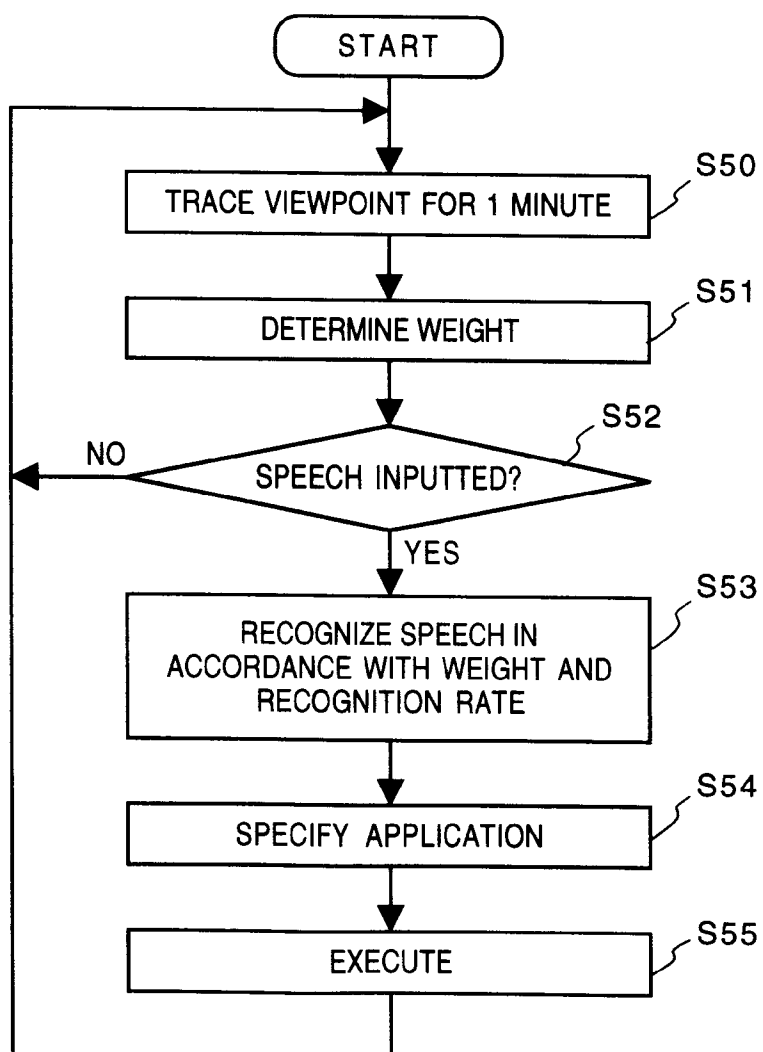 START
S50
TRACE VIEWPOINT FOR 1 MINUTE
S51
DETERMINE WEIGHT
S52
NO
SPEECH INPUTTED?
YES
S53
RECOGNIZE SPEECH IN
ACCORDANCE WITH WEIGHT AND
RECOGNITION RATE
S54
SPECIFY APPLICATION
S55
EXECUTE